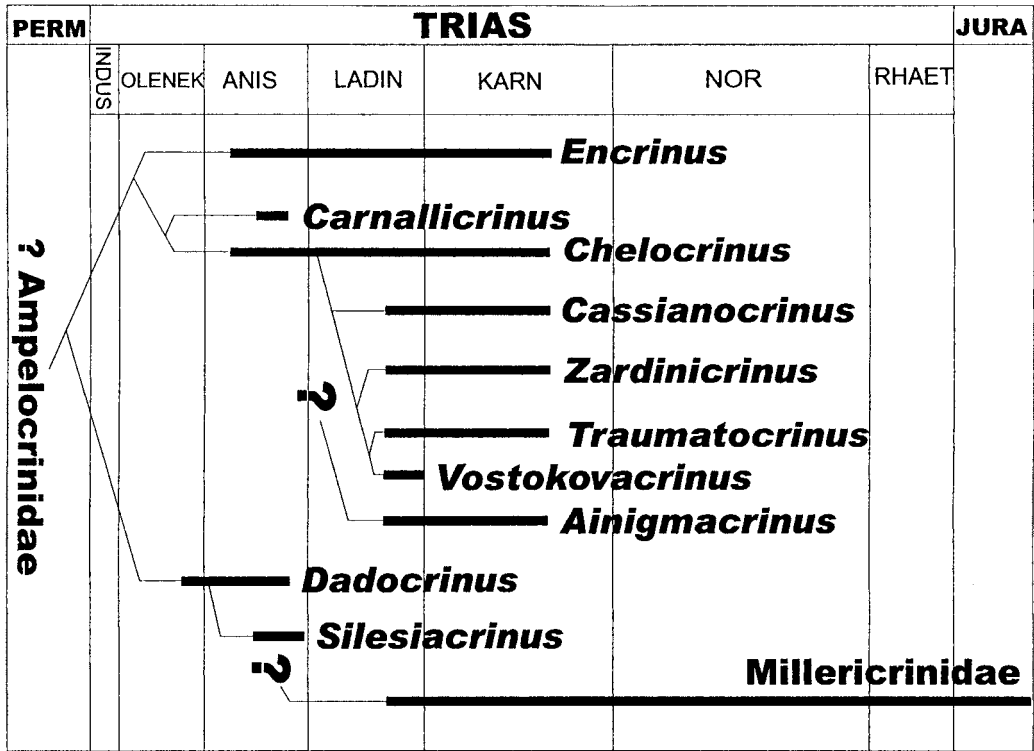 PERM
TRIAS
JURA
INDUS
OLENEK
ANIS
LADIN
KARN
NOR
RHAET
Encrinus
Carnallicrinus
Chelocrinus
Cassianocrinus
Zardinicrinus
?
Traumatocrinus
Vostokovacrinus
Ainigmacrinus
? Ampelocrinidae
Dadocrinus
Silesiacrinus
?
Millericrinidae